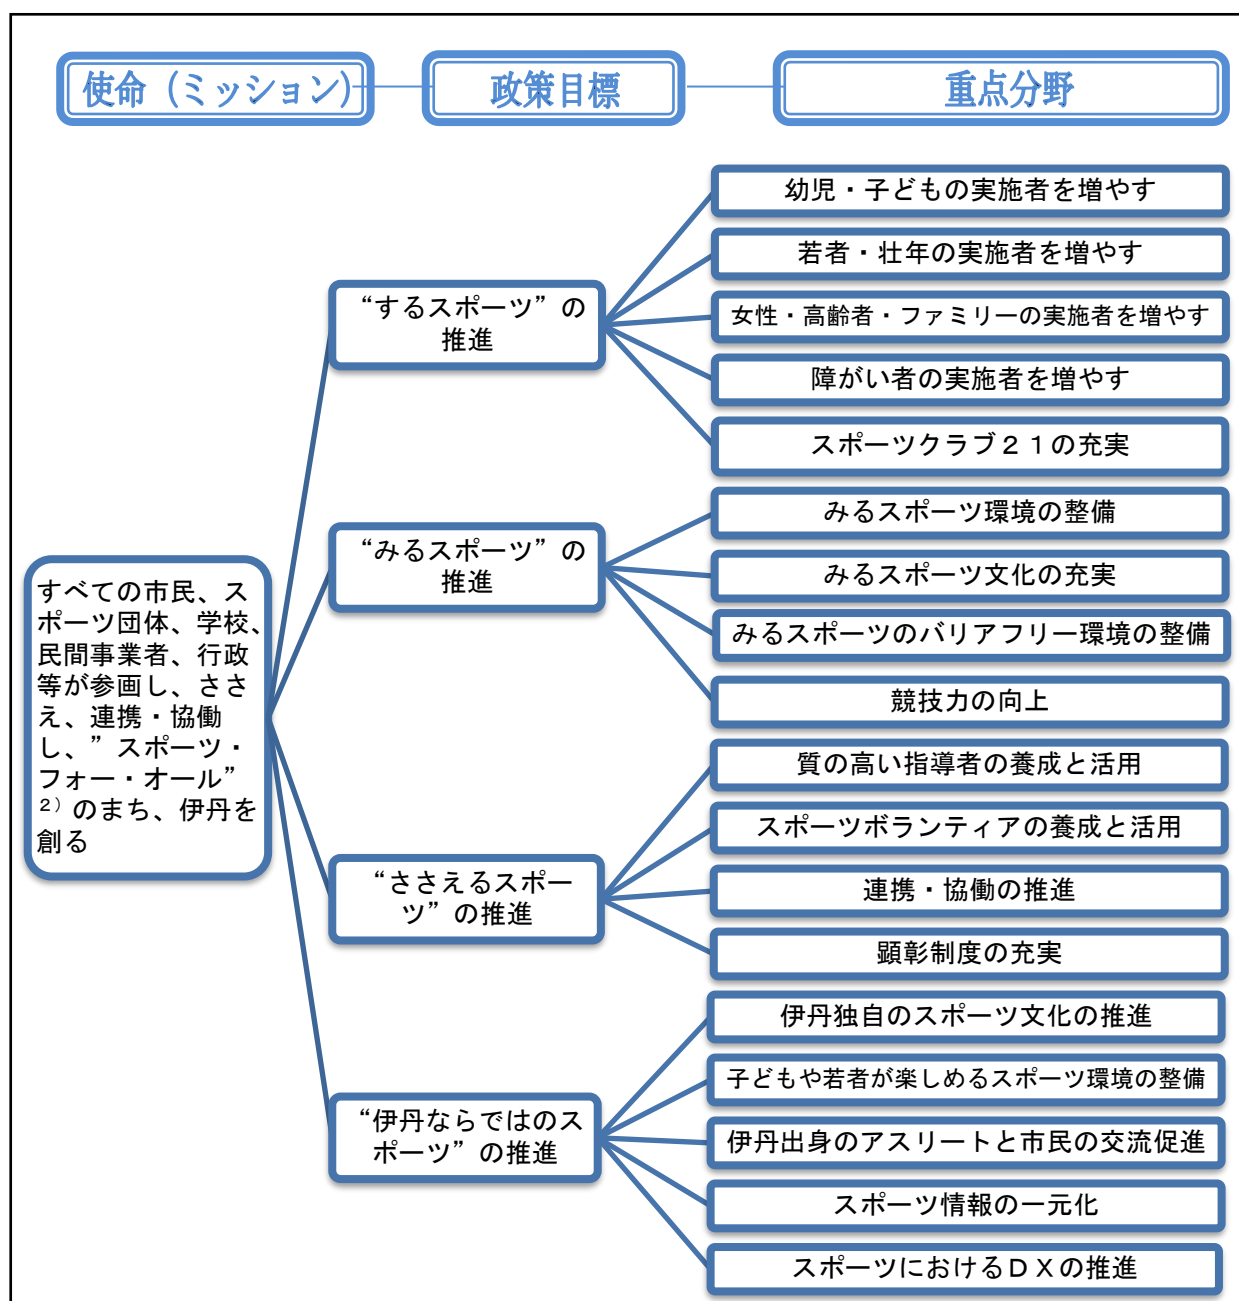 使命（ミッション）
政策目標
重点分野
すべての市民、ス
ポーツ団体、学校、
民間事業者、行政
等が参画し、ささ
え、連携・協働
し、”スポーツ・
フォー・オール”
²⁾のまち、伊丹を
創る
“するスポーツ”の
推進
幼児・子どもの実施者を増やす
若者・壮年の実施者を増やす
女性・高齢者・ファミリーの実施者を増やす
障がい者の実施者を増やす
スポーツクラブ２１の充実
“みるスポーツ”の
推進
みるスポーツ環境の整備
みるスポーツ文化の充実
みるスポーツのバリアフリー環境の整備
競技力の向上
“ささえるスポー
ツ”の推進
質の高い指導者の養成と活用
スポーツボランティアの養成と活用
連携・協働の推進
顕彰制度の充実
“伊丹ならではのス
ポーツ”の推進
伊丹独自のスポーツ文化の推進
子どもや若者が楽しめるスポーツ環境の整備
伊丹出身のアスリートと市民の交流促進
スポーツ情報の一元化
スポーツにおけるＤＸの推進